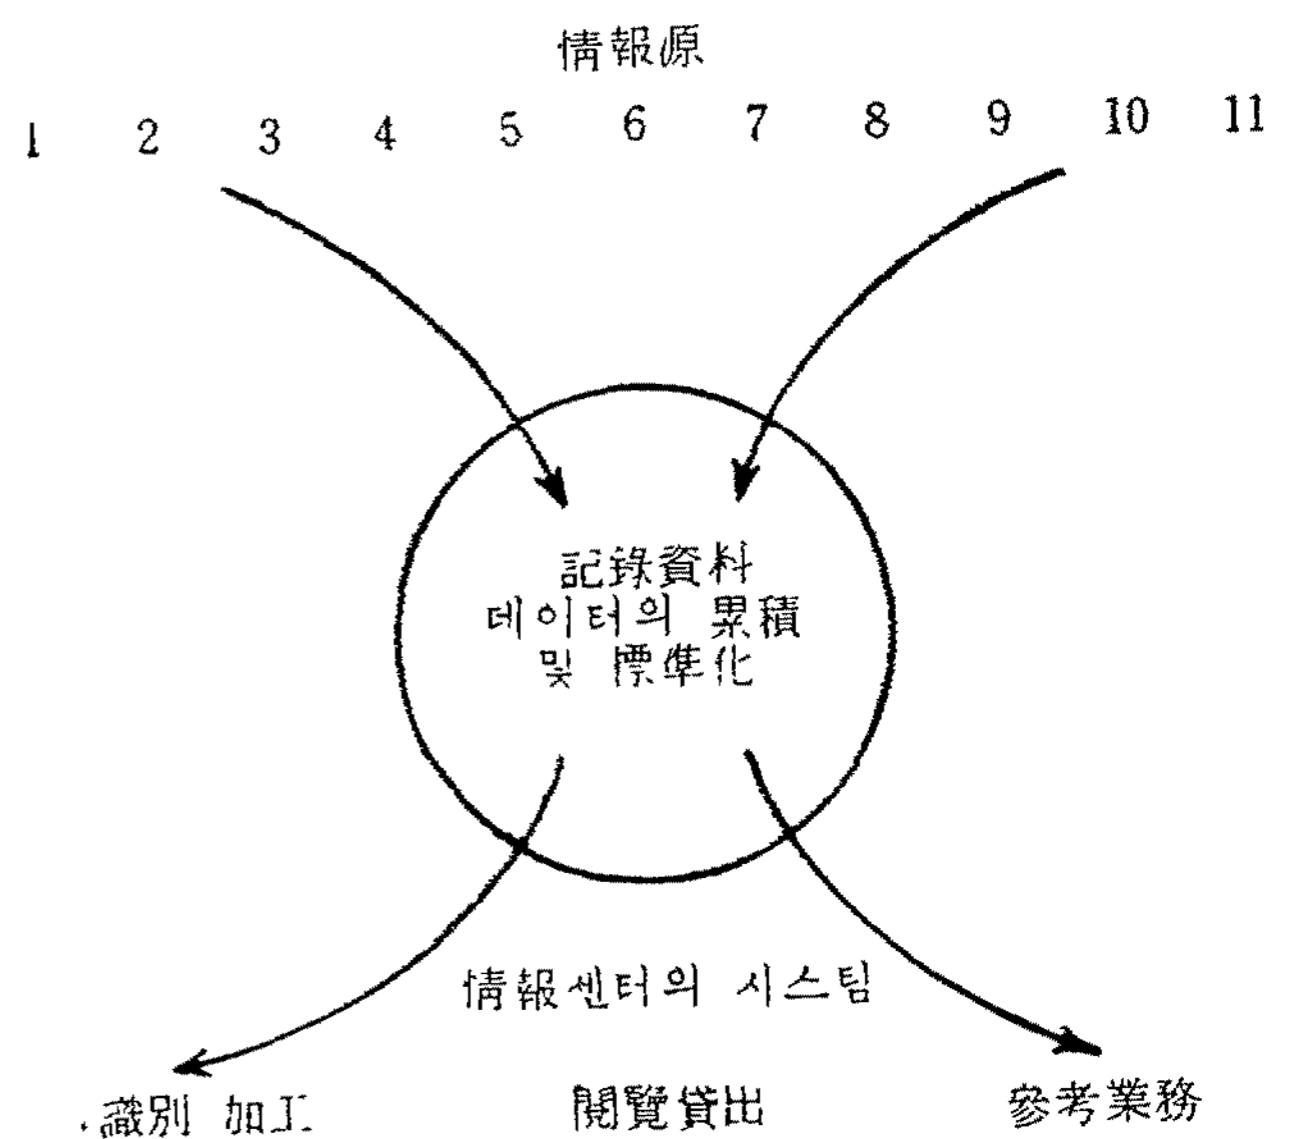 情報源
1 2 3 4 5 6 7 8 9 10 11
記錄資料
데이터의 累積
및 標準化
情報센터의 시스팀
識別 加工 閱覽貸出 參考業務